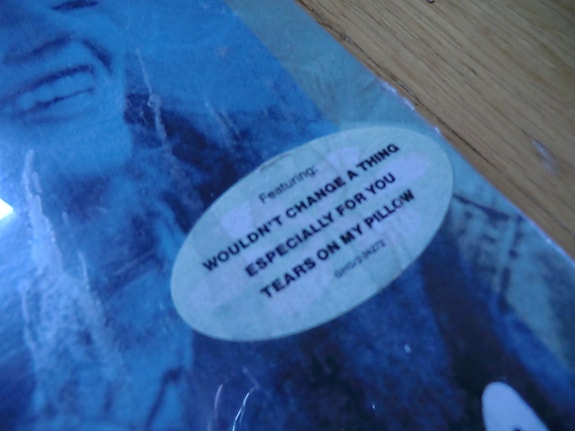 Featuring:
WOULDN'T CHANGE A THING
ESPECIALLY FOR YOU
TEARS ON MY PILLOW